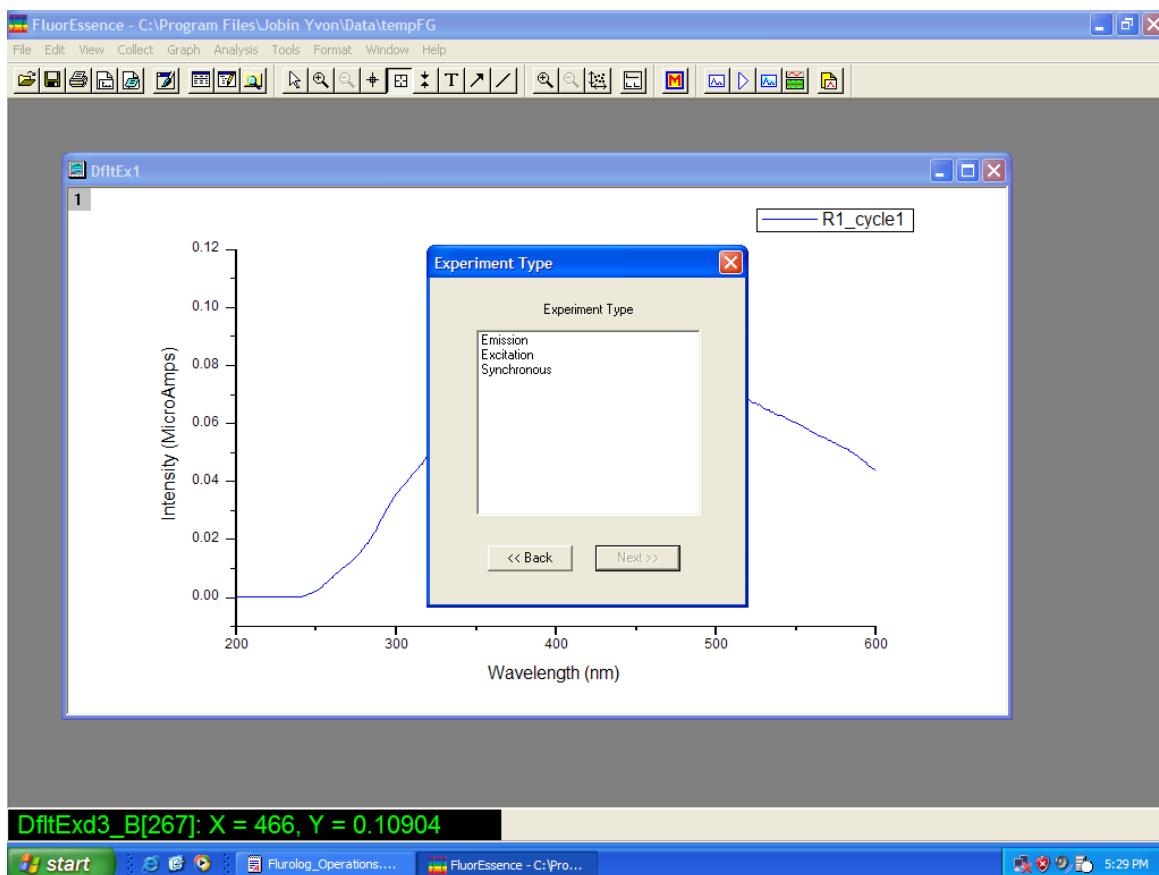 FluorEssence - C:\Program Files\Jobin Yvon\Data\tempFG
File Edit View Collect Graph Analysis Tools Format Window Help
T M
DfltEx1
1
R1_cycle1
Experiment Type
Experiment Type
Emission
Excitation
Synchronous
<< Back Next >>
0.12
0.10
0.08
0.06
0.04
0.02
0.00
Intensity (MicroAmps)
200 300 400 500 600
Wavelength (nm)
DfltExd3_B[267]: X = 466, Y = 0.10904
start Flurolog_Operations.... FluorEssence - C:\Pro... 5:29 PM